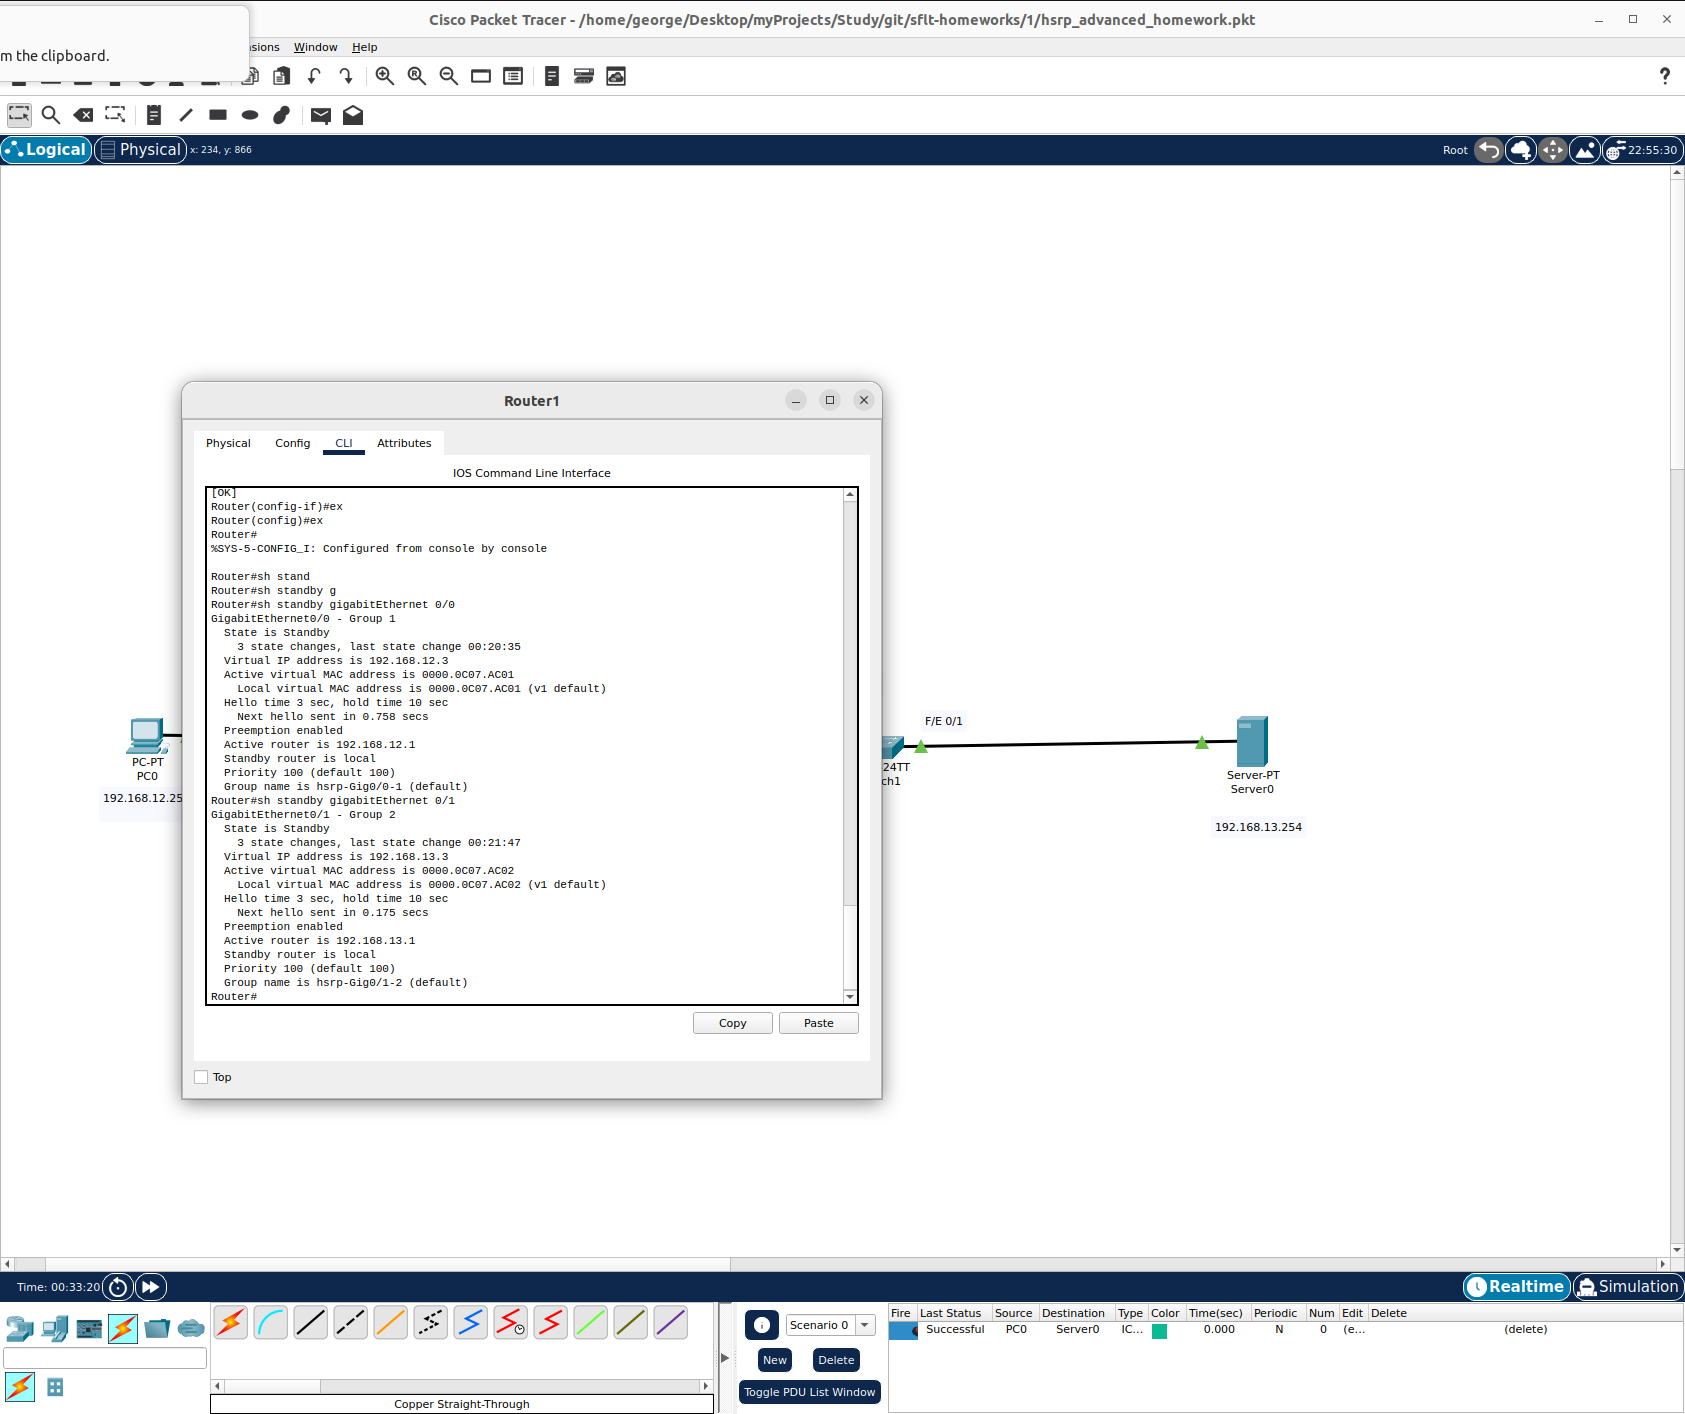 Cisco Packet Tracer - /home/george/Desktop/myProjects/Study/git/sflt-homeworks/1/hsrp_advanced_homework.pkt
m the clipboard.
sions Window Help
?
Logical Physical x: 234, y: 866
Root 22:55:30
Router1
Physical Config CLI Attributes
IOS Command Line Interface
[OK]
Router(config-if)#ex
Router(config)#ex
Router#
%SYS-5-CONFIG_I: Configured from console by console
Router#sh stand
Router#sh standby g
Router#sh standby gigabitEthernet 0/0
GigabitEthernet0/0 - Group 1
State is Standby
3 state changes, last state change 00:20:35
Virtual IP address is 192.168.12.3
Active virtual MAC address is 0000.0C07.AC01
Local virtual MAC address is 0000.0C07.AC01 (v1 default)
Hello time 3 sec, hold time 10 sec
Next hello sent in 0.758 secs
Preemption enabled
Active router is 192.168.12.1
Standby router is local
Priority 100 (default 100)
Group name is hsrp-Gig0/0-1 (default)
Router#sh standby gigabitEthernet 0/1
GigabitEthernet0/1 - Group 2
State is Standby
3 state changes, last state change 00:21:47
Virtual IP address is 192.168.13.3
Active virtual MAC address is 0000.0C07.AC02
Local virtual MAC address is 0000.0C07.AC02 (v1 default)
Hello time 3 sec, hold time 10 sec
Next hello sent in 0.175 secs
Preemption enabled
Active router is 192.168.13.1
Standby router is local
Priority 100 (default 100)
Group name is hsrp-Gig0/1-2 (default)
Router#
Copy Paste
Top
PC-PT
PC0
192.168.12.25
F/E 0/1
24TT
ch1
Server-PT
Server0
192.168.13.254
Time: 00:33:20
Realtime Simulation
Scenario 0
New Delete
Toggle PDU List Window
Copper Straight-Through
Fire Last Status Source Destination Type Color Time(sec) Periodic Num Edit Delete
Successful PC0 Server0 IC... 0.000 N 0 (e... (delete)